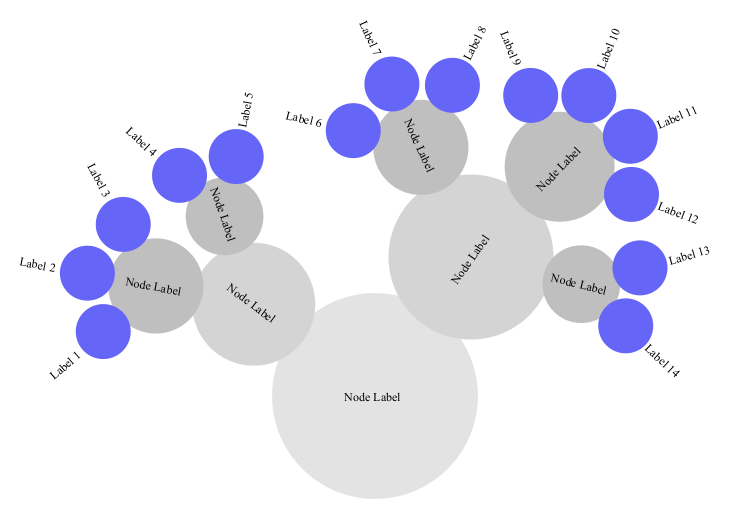 Label 1
Label 2
Label 3
Label 4
Label 5
Label 6
Label 7
Label 8
Label 9
Label 10
Label 11
Label 12
Label 13
Label 14
Node Label
Node Label
Node Label
Node Label
Node Label
Node Label
Node Label
Node Label